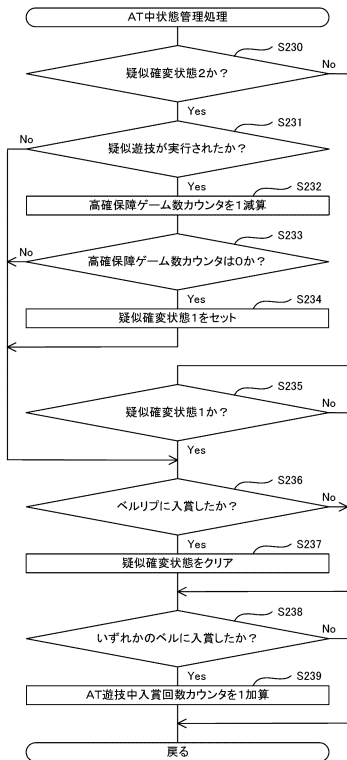 AT中状態管理処理
S230
疑似確変状態2か？
No
Yes
S231
No
疑似遊技が実行されたか？
Yes
S232
高確保障ゲーム数カウンタを1減算
S233
No
高確保障ゲーム数カウンタは0か？
Yes
S234
疑似確変状態1をセット
S235
疑似確変状態1か？
No
Yes
S236
ベルリプに入賞したか？
No
Yes
S237
疑似確変状態をクリア
S238
いずれかのベルに入賞したか？
No
Yes
S239
AT遊技中入賞回数カウンタを1加算
戻る